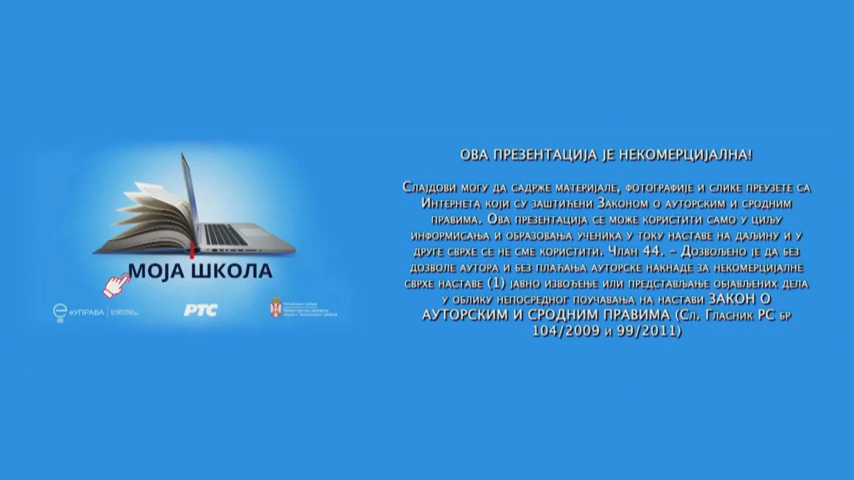 МОЈА ШКОЛА
еУПРАВА
РТС
ОВА ПРЕЗЕНТАЦИЈА ЈЕ НЕКОМЕРЦИЈАЛНА!
Слајдови могу да садрже материјале, фотографије и слике преузете са
Интернета који су заштићени Законом о ауторским и сродним
правима. Ова презентација се може користити само у циљу
информисања и образовања ученика у току наставе на даљину и у
друге сврхе се не сме користити. Члан 44. – Дозвољено је да без
дозволе аутора и без плаћања ауторске накнаде за некомерцијалне
сврхе наставе (1) јавно извођење или представљање објављених дела
у облику непосредног поучавања на настави ЗАКОН О
АУТОРСКИМ И СРОДНИМ ПРАВИМА (Сл. Гласник РС бр
104/2009 и 99/2011)